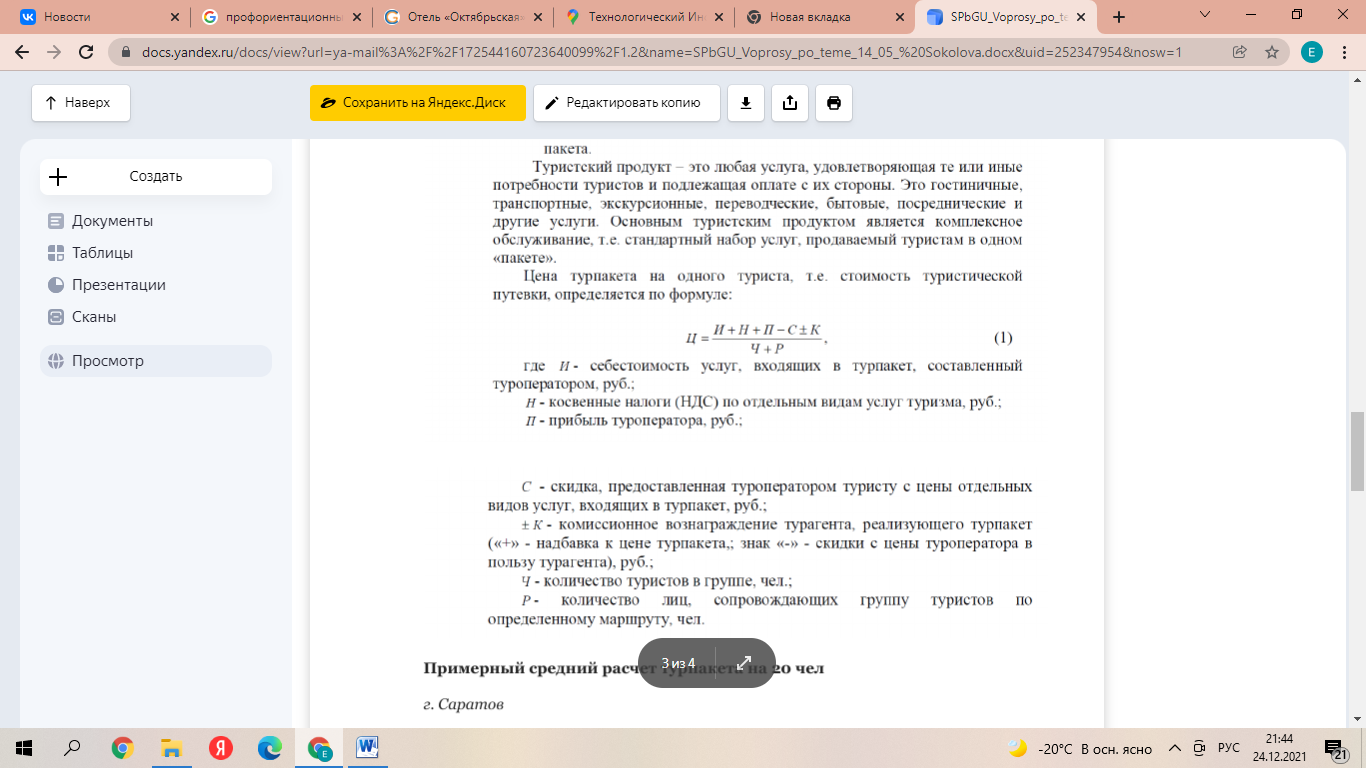 Новости
профориентационны
Отель «Октябрьская»
Технологический Ин
Новая вкладка
SPbGU_Voprosy_po_te
docs.yandex.ru/docs/view?url=ya-mail%3A%2F%2F172544160723640099%2F1.2&name=SPbGU_Voprosy_po_teme_14_05_%20Sokolova.docx&uid=252347954&nosw=1
E
Наверх
Сохранить на Яндекс.Диск
Редактировать копию
Создать
Документы
Таблицы
Презентации
Сканы
Просмотр
пакета.
Туристский продукт – это любая услуга, удовлетворяющая те или иные
потребности туристов и подлежащая оплате с их стороны. Это гостиничные,
транспортные, экскурсионные, переводческие, бытовые, посреднические и
другие услуги. Основным туристским продуктом является комплексное
обслуживание, т.е. стандартный набор услуг, продаваемый туристам в одном
«пакете».
Цена турпакета на одного туриста, т.е. стоимость туристической
путевки, определяется по формуле:
Ц = (И + Н + П − С ± К) / (Ч + Р), (1)
где И - себестоимость услуг, входящих в турпакет, составленный
туроператором, руб.;
Н - косвенные налоги (НДС) по отдельным видам услуг туризма, руб.;
П - прибыль туроператора, руб.;
С - скидка, предоставленная туроператором туристу с цены отдельных
видов услуг, входящих в турпакет, руб.;
± К - комиссионное вознаграждение турагента, реализующего турпакет
(«+» - надбавка к цене турпакета,; знак «-» - скидки с цены туроператора в
пользу турагента), руб.;
Ч - количество туристов в группе, чел.;
Р - количество лиц, сопровождающих группу туристов по
определенному маршруту, чел.
3 из 4
Примерный средний расчет турпакета на 20 чел
г. Саратов
-20°C В осн. ясно
РУС
21:44
24.12.2021
21